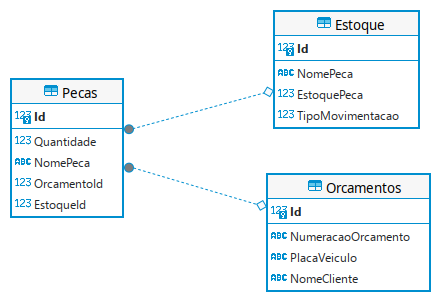 Pecas
123 Id
123 Quantidade
ABC NomePeca
123 OrcamentoId
123 EstoqueId
Estoque
123 Id
ABC NomePeca
123 EstoquePeca
123 TipoMovimentacao
Orcamentos
123 Id
ABC NumeracaoOrcamento
ABC PlacaVeiculo
ABC NomeCliente